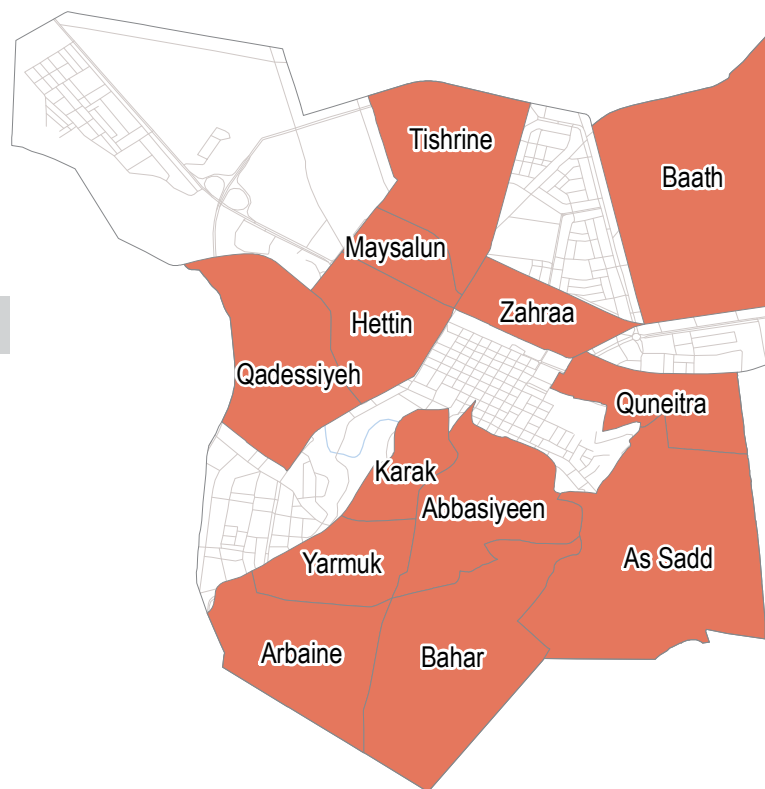 Tishrine
Baath
Maysalun
Zahraa
Hettin
Qadessiyeh
Quneitra
Karak
Abbasiyeen
Yarmuk
As Sadd
Arbaine
Bahar